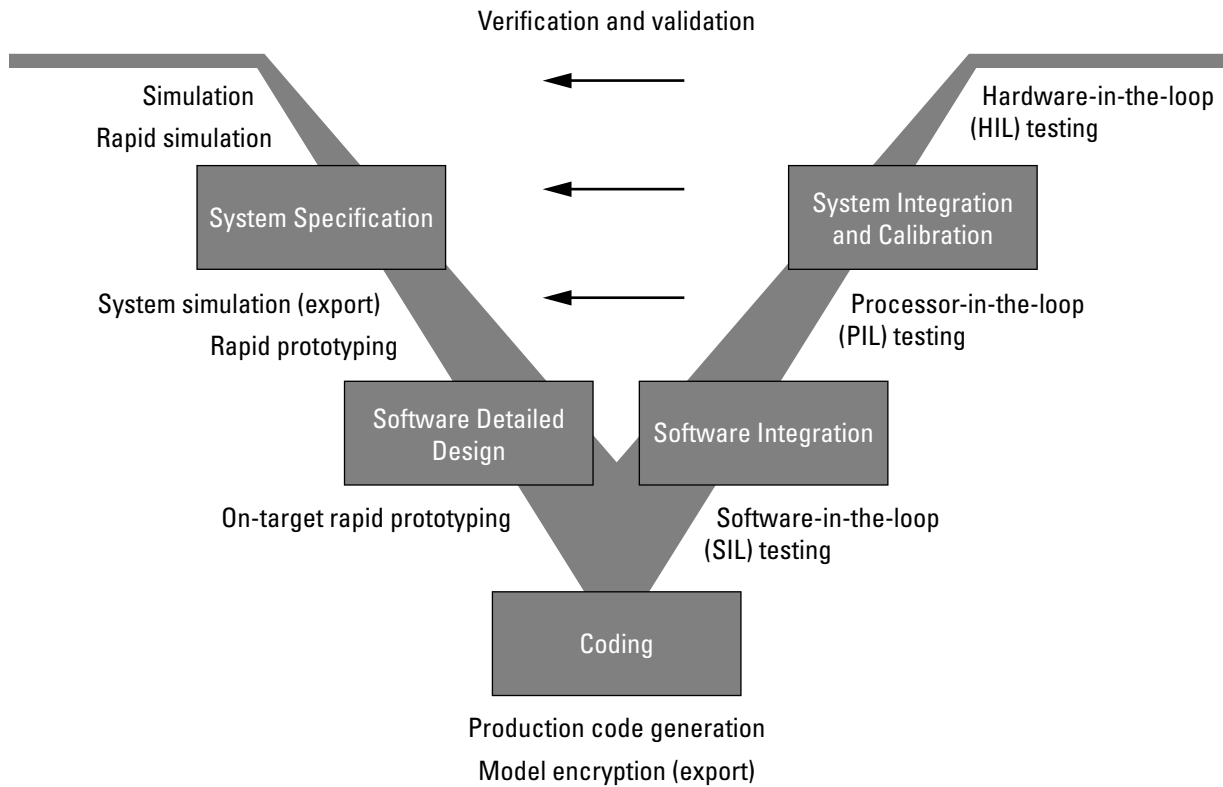 Verification and validation
Simulation
Rapid simulation
Hardware-in-the-loop
(HIL) testing
System Specification
System Integration
and Calibration
System simulation (export)
Rapid prototyping
Processor-in-the-loop
(PIL) testing
Software Detailed
Design
Software Integration
On-target rapid prototyping
Software-in-the-loop
(SIL) testing
Coding
Production code generation
Model encryption (export)